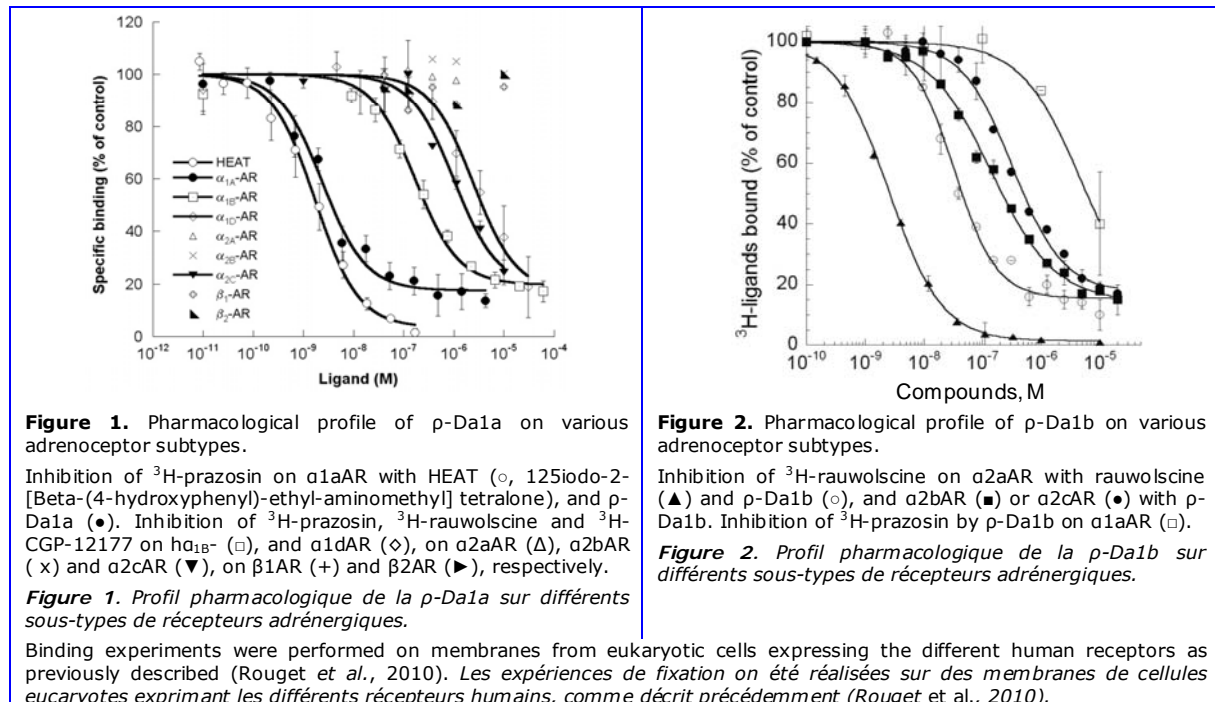 120
100
80
60
40
20
0
Specific binding (% of control)
HEAT
α1A-AR
α1B-AR
α1D-AR
α2A-AR
α2B-AR
α2C-AR
β1-AR
β2-AR
10-12 10-11 10-10 10-9 10-8 10-7 10-6 10-5 10-4
Ligand (M)
Figure 1. Pharmacological profile of ρ-Da1a on various
adrenoceptor subtypes.
Inhibition of 3H-prazosin on α1aAR with HEAT (○, 125iodo-2-
[Beta-(4-hydroxyphenyl)-ethyl-aminomethyl] tetralone), and ρ-
Da1a (●). Inhibition of 3H-prazosin, 3H-rauwolscine and 3H-
CGP-12177 on hα1B- (□), and α1dAR (◇), on α2aAR (Δ), α2bAR
( x) and α2cAR (▼), on β1AR (+) and β2AR (►), respectively.
Figure 1. Profil pharmacologique de la ρ-Da1a sur différents
sous-types de récepteurs adrénergiques.
100
80
60
40
20
0
3H-ligands bound (% of control)
10-10 10-9 10-8 10-7 10-6 10-5
Compounds, M
Figure 2. Pharmacological profile of ρ-Da1b on various
adrenoceptor subtypes.
Inhibition of 3H-rauwolscine on α2aAR with rauwolscine
(▲) and ρ-Da1b (○), and α2bAR (■) or α2cAR (●) with ρ-
Da1b. Inhibition of 3H-prazosin by ρ-Da1b on α1aAR (□).
Figure 2. Profil pharmacologique de la ρ-Da1b sur
différents sous-types de récepteurs adrénergiques.
Binding experiments were performed on membranes from eukaryotic cells expressing the different human receptors as
previously described (Rouget et al., 2010). Les expériences de fixation on été réalisées sur des membranes de cellules
eucaryotes exprimant les différents récepteurs humains, comme décrit précédemment (Rouget et al., 2010).